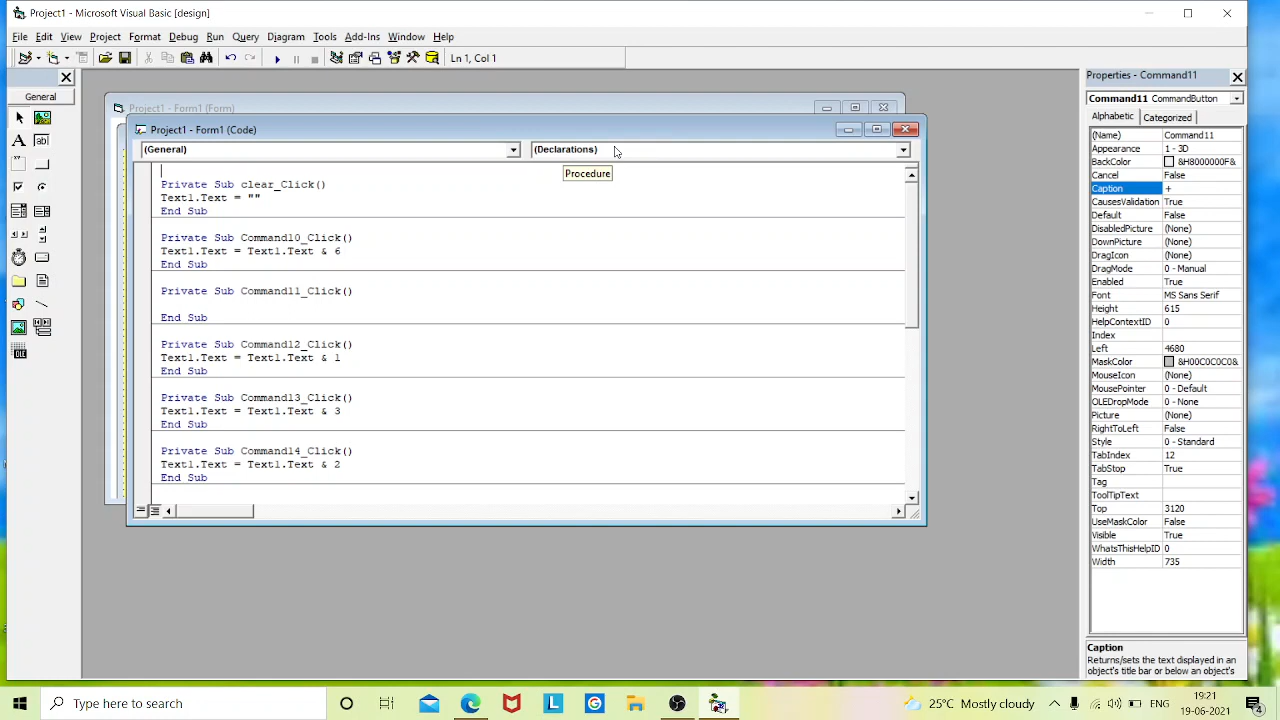 Project1 - Microsoft Visual Basic [design]
File Edit View Project Format Debug Run Query Diagram Tools Add-Ins Window Help
Ln 1, Col 1
General
Project1 - Form1 (Form)
Project1 - Form1 (Code)
(General)
(Declarations)
Procedure
Private Sub clear_Click()
Text1.Text = ""
End Sub
Private Sub Command10_Click()
Text1.Text = Text1.Text & 6
End Sub
Private Sub Command11_Click()
End Sub
Private Sub Command12_Click()
Text1.Text = Text1.Text & 1
End Sub
Private Sub Command13_Click()
Text1.Text = Text1.Text & 3
End Sub
Private Sub Command14_Click()
Text1.Text = Text1.Text & 2
End Sub
Properties - Command11
Command11 CommandButton
Alphabetic Categorized
(Name) Command11
Appearance 1 - 3D
BackColor &H8000000F&
Cancel False
Caption +
CausesValidation True
Default False
DisabledPicture (None)
DownPicture (None)
DragIcon (None)
DragMode 0 - Manual
Enabled True
Font MS Sans Serif
Height 615
HelpContextID 0
Index
Left 4680
MaskColor &H00C0C0C0&
MouseIcon (None)
MousePointer 0 - Default
OLEDropMode 0 - None
Picture (None)
RightToLeft False
Style 0 - Standard
TabIndex 12
TabStop True
Tag
ToolTipText
Top 3120
UseMaskColor False
Visible True
WhatsThisHelpID 0
Width 735
Caption
Returns/sets the text displayed in
an object's title bar or below an object's
Type here to search
25°C Mostly cloudy
19:21
19-06-2021
4